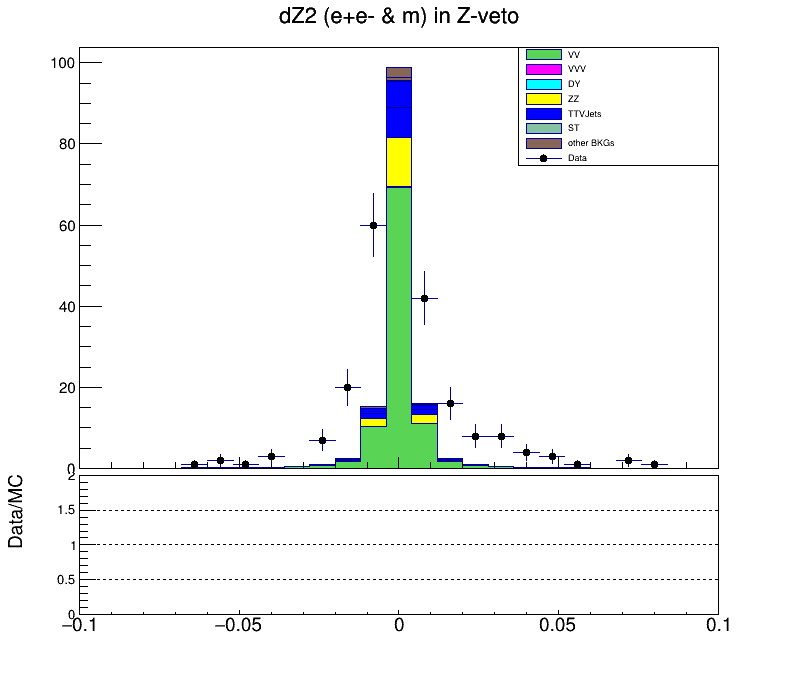 dZ2 (e+e- & m) in Z-veto
100
80
60
40
20
0
VV
VVV
DY
ZZ
TTVJets
ST
other BKGs
Data
Data/MC
2
1.5
1
0.5
0
−0.1
−0.05
0
0.05
0.1